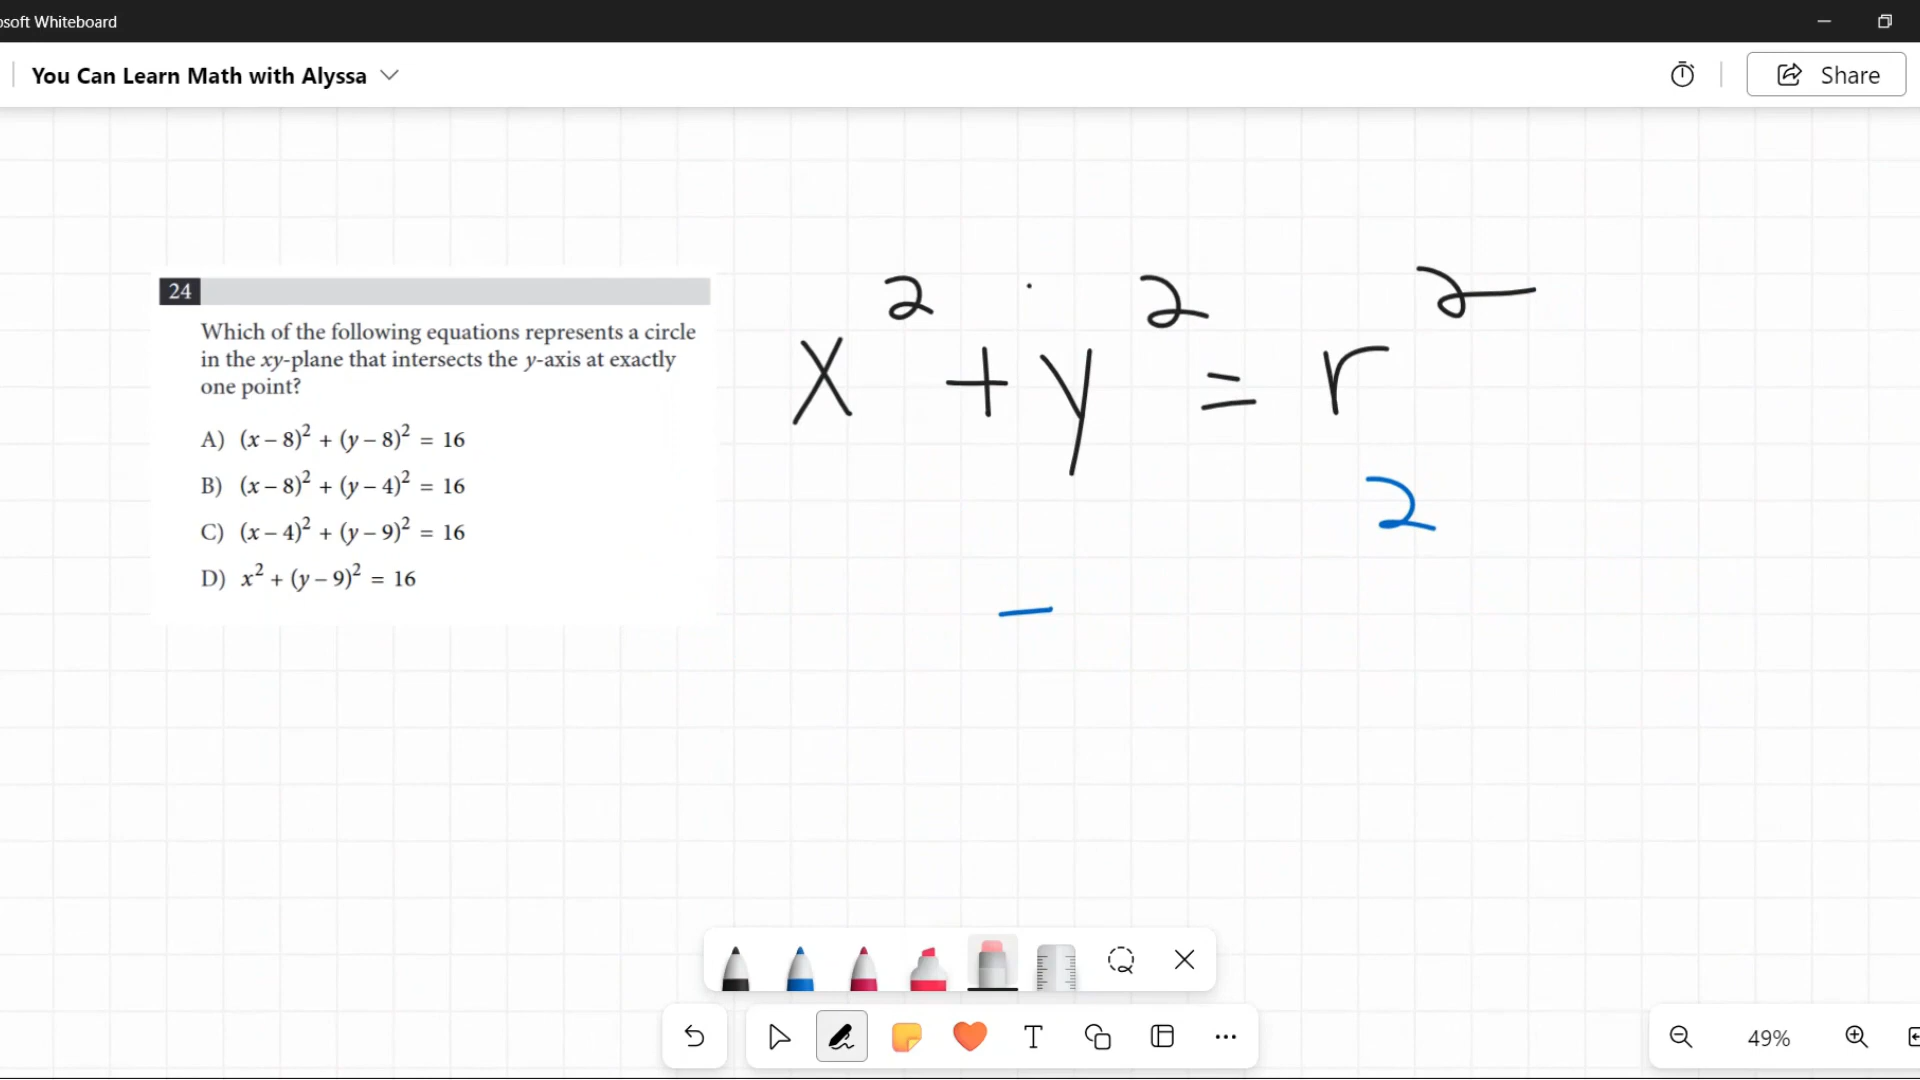 osoft Whiteboard
You Can Learn Math with Alyssa
Share
24
Which of the following equations represents a circle
in the xy-plane that intersects the y-axis at exactly
one point?
A) (x – 8)² + (y – 8)² = 16
B) (x – 8)² + (y – 4)² = 16
C) (x – 4)² + (y – 9)² = 16
D) x² + (y – 9)² = 16
x² + y² = r²
2
–
49%